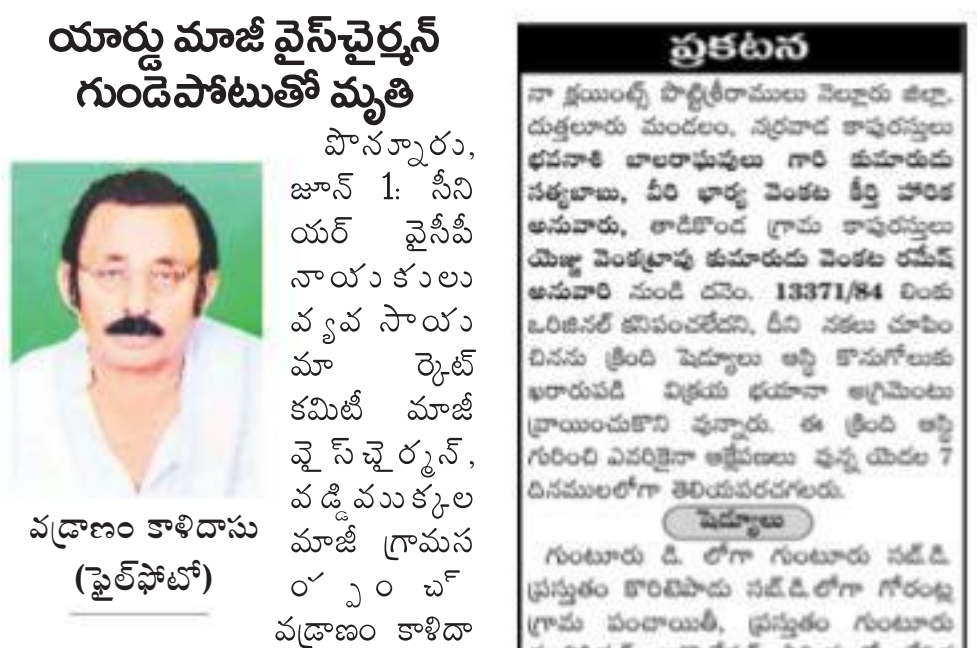 యార్డు మాజీ వైస్‌చైర్మన్
గుండెపోటుతో మృతి
పొన్నూరు,
జూన్ 1: సీని
యర్ వైసీపీ
నాయకులు
వ్యవసాయ
మా ర్కెట్
కమిటీ మాజీ
వైస్‌చైర్మన్,
వడ్డిముక్కల
మాజీ గ్రామస
ర్పంచ్
వడ్రాణం కాళిదా
వడ్రాణం కాళిదాసు
(ఫైల్‌ఫోటో)
ప్రకటన
నా క్లయింట్స్ పొట్టిశ్రీరాములు నెల్లూరు జిల్లా,
దుత్తలూరు మండలం, నర్రవాడ కాపురస్తులు
భవనాశి బాలరాఘవులు గారి కుమారుడు
సత్యబాబు, వీరి భార్య వెంకట కీర్తి హారిక
అనువారు, తాడికొండ గ్రామ కాపురస్తులు
యెజ్జు వెంకట్రావు కుమారుడు వెంకట రమేష్
అనువారి నుండి దనెం. 13371/84 లింకు
ఒరిజినల్ కనిపంచలేదని, దీని నకలు చూపిం
చినను క్రింది షెడ్యూలు ఆస్తి కొనుగోలుకు
ఖరారుపడి విక్రయ భయానా అగ్రిమెంటు
వ్రాయించుకొని వున్నారు. ఈ క్రింది ఆస్తి
గురించి ఎవరికైనా ఆక్షేపణలు వున్న యెడల 7
దినములలోగా తెలియపరచగలరు.
షెడ్యూలు
గుంటూరు డి. లోగా గుంటూరు సబ్.డి.
ప్రస్తుతం కొరిటెపాడు సబ్.డి.లోగా గోరంట్ల
గ్రామ పంచాయితీ, ప్రస్తుతం గుంటూరు